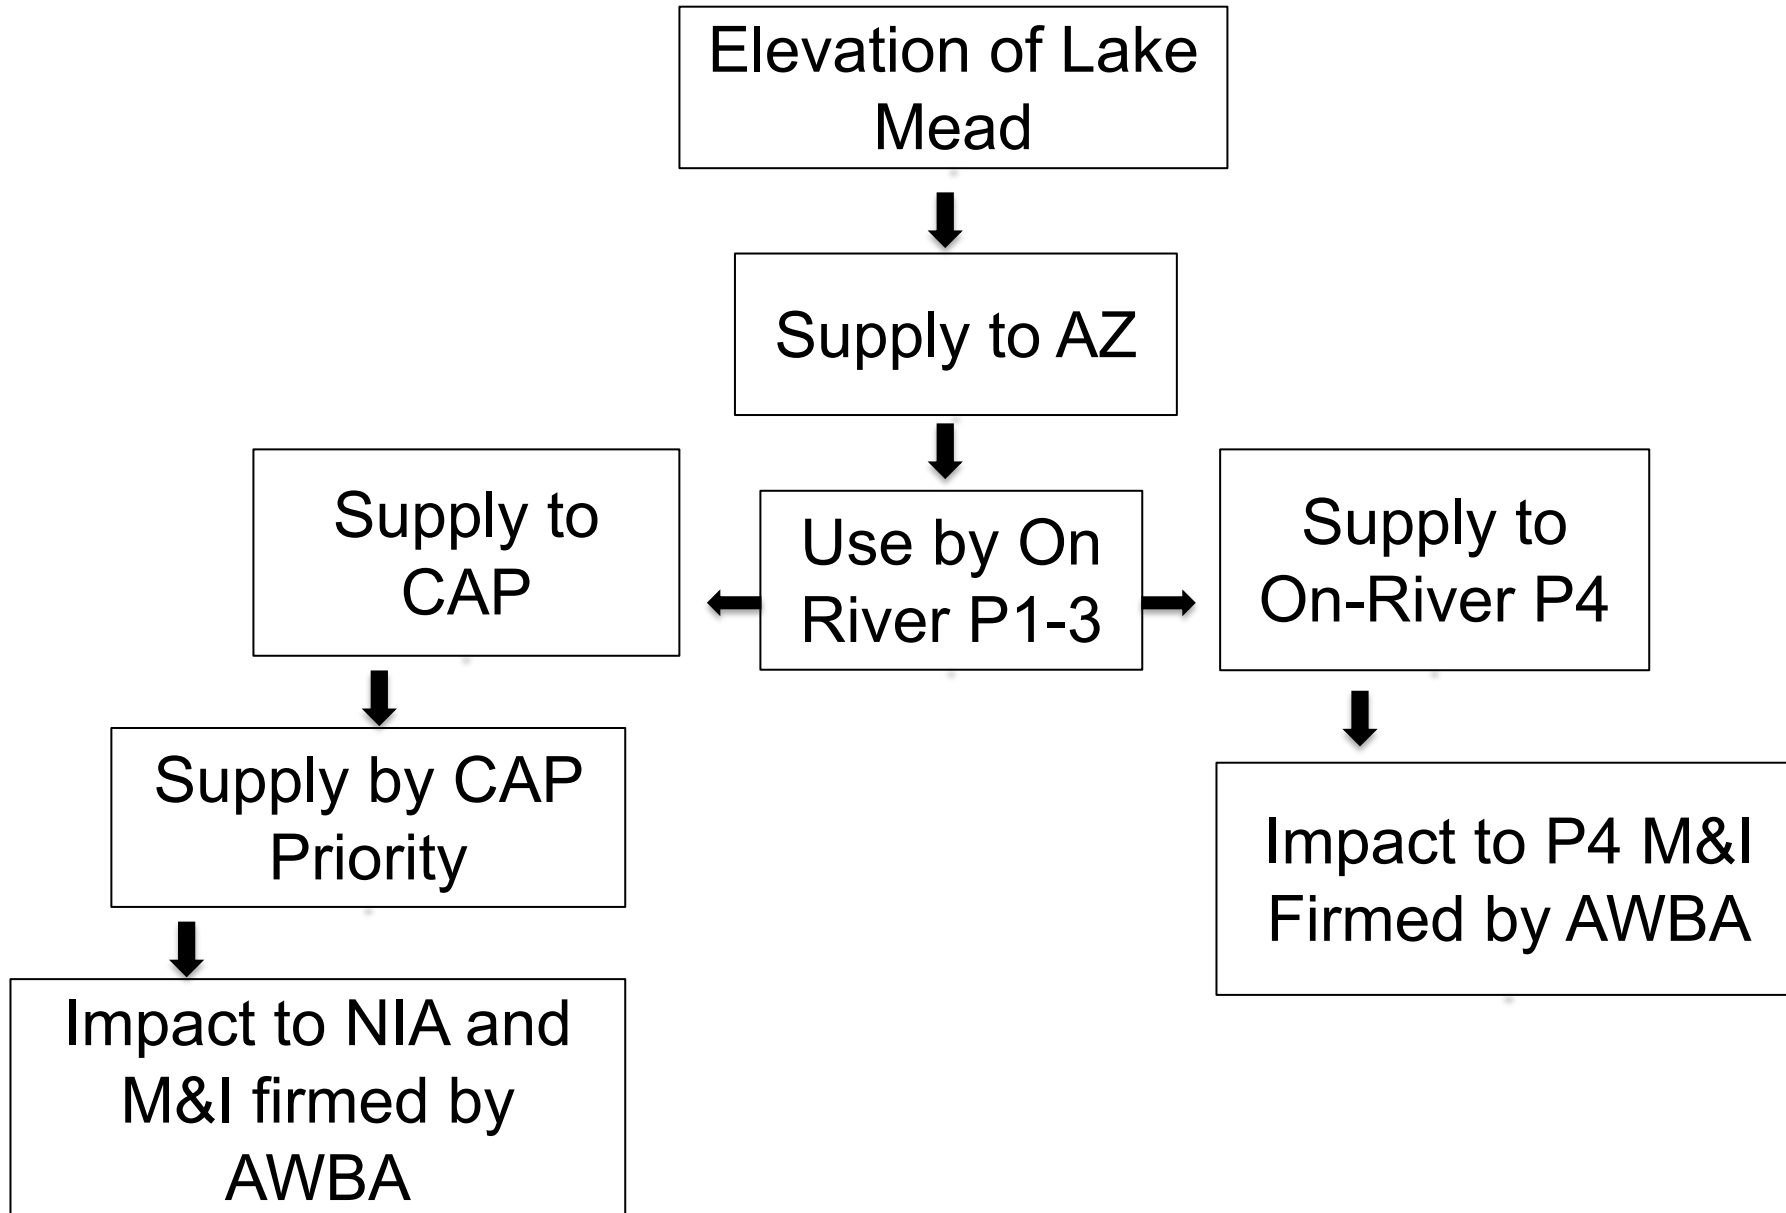 Elevation of Lake
Mead
Supply to AZ
Supply to
CAP
Use by On
River P1-3
Supply to
On-River P4
Supply by CAP
Priority
Impact to P4 M&I
Firmed by AWBA
Impact to NIA and
M&I firmed by
AWBA